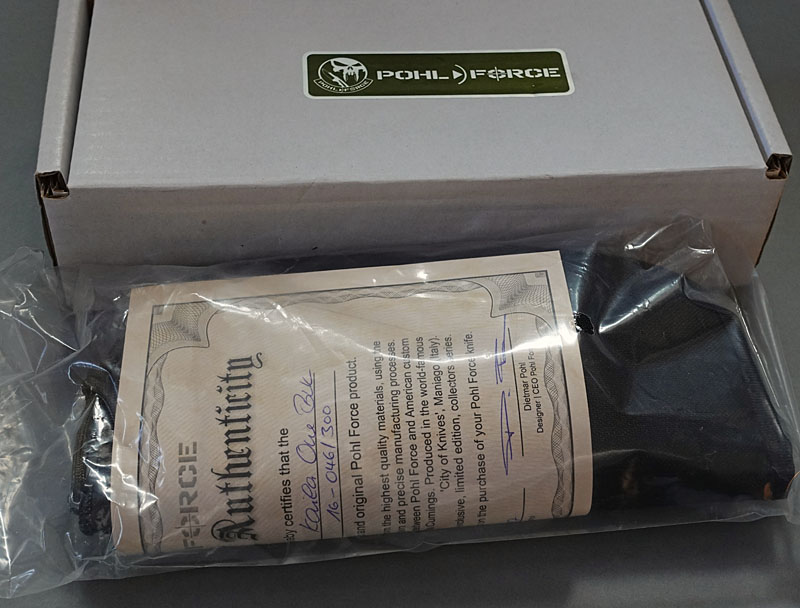 POHL FORCE
POHL FORCE
FORCE
Authenticity
certifies that the
One
16-046/300
and original Pohl Force product.
the highest quality materials, using the
and precise manufacturing processes.
between Pohl Force and American custom
Cumings. Produced in the world-famous
'City of Knives', Maniago (Italy).
limited edition, collectors series.
the purchase of your Pohl Force knife.
Dietmar Pohl
Designer | CEO Pohl